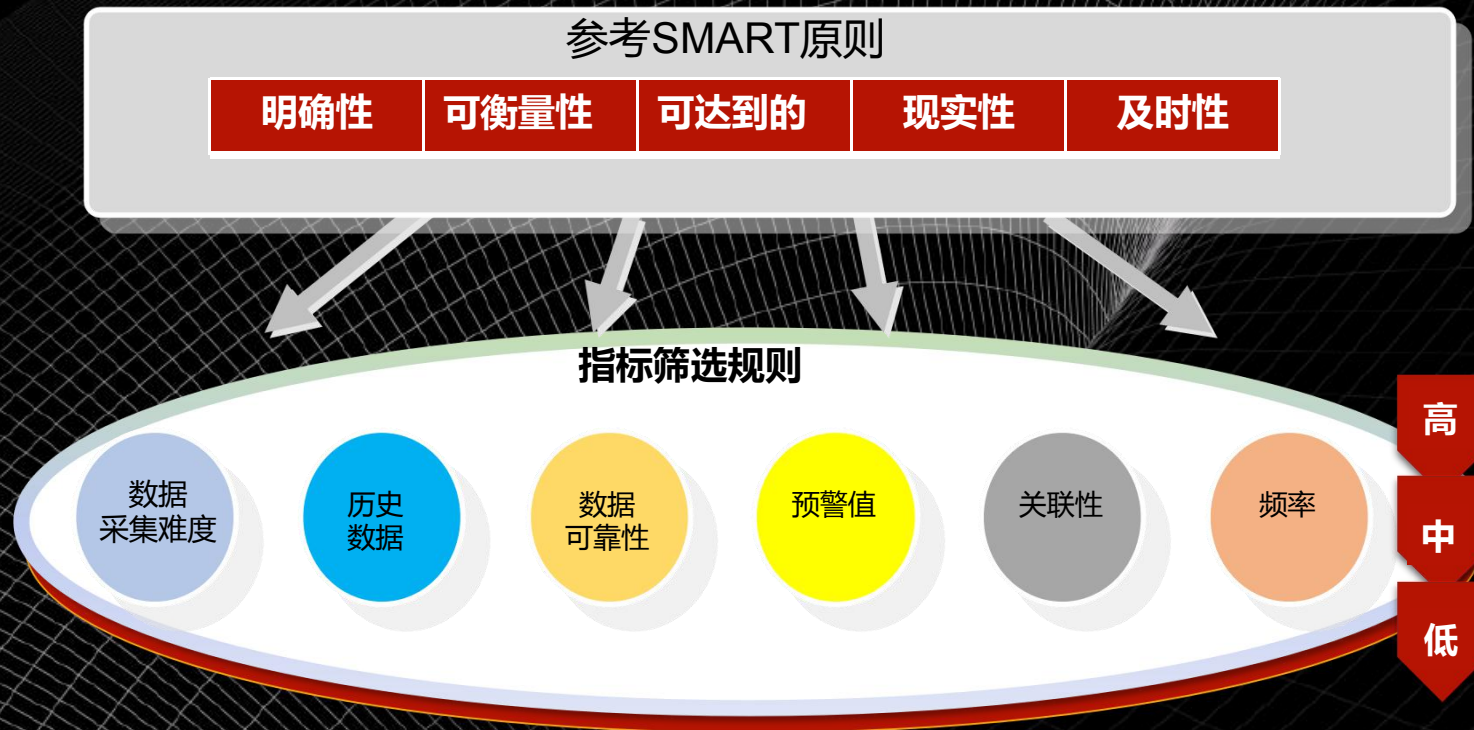 参考SMART原则
明确性
可衡量性
可达到的
现实性
及时性
指标筛选规则
数据
采集难度
历史
数据
数据
可靠性
预警值
关联性
频率
高
中
低